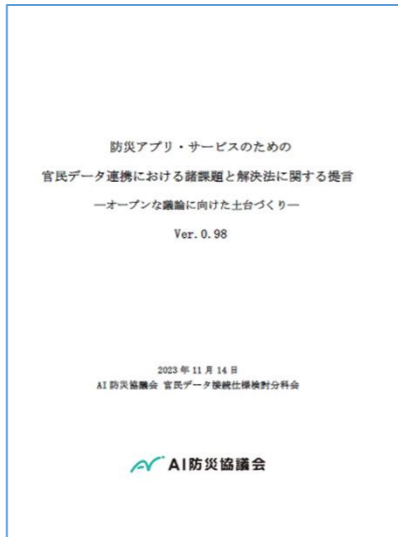 防災アプリ・サービスのための
官民データ連携における諸課題と解決法に関する提言
―オープンな議論に向けた土台づくり―
Ver.0.98
2023年11月14日
AI防災協議会 官民データ接続仕様検討分科会
AI防災協議会